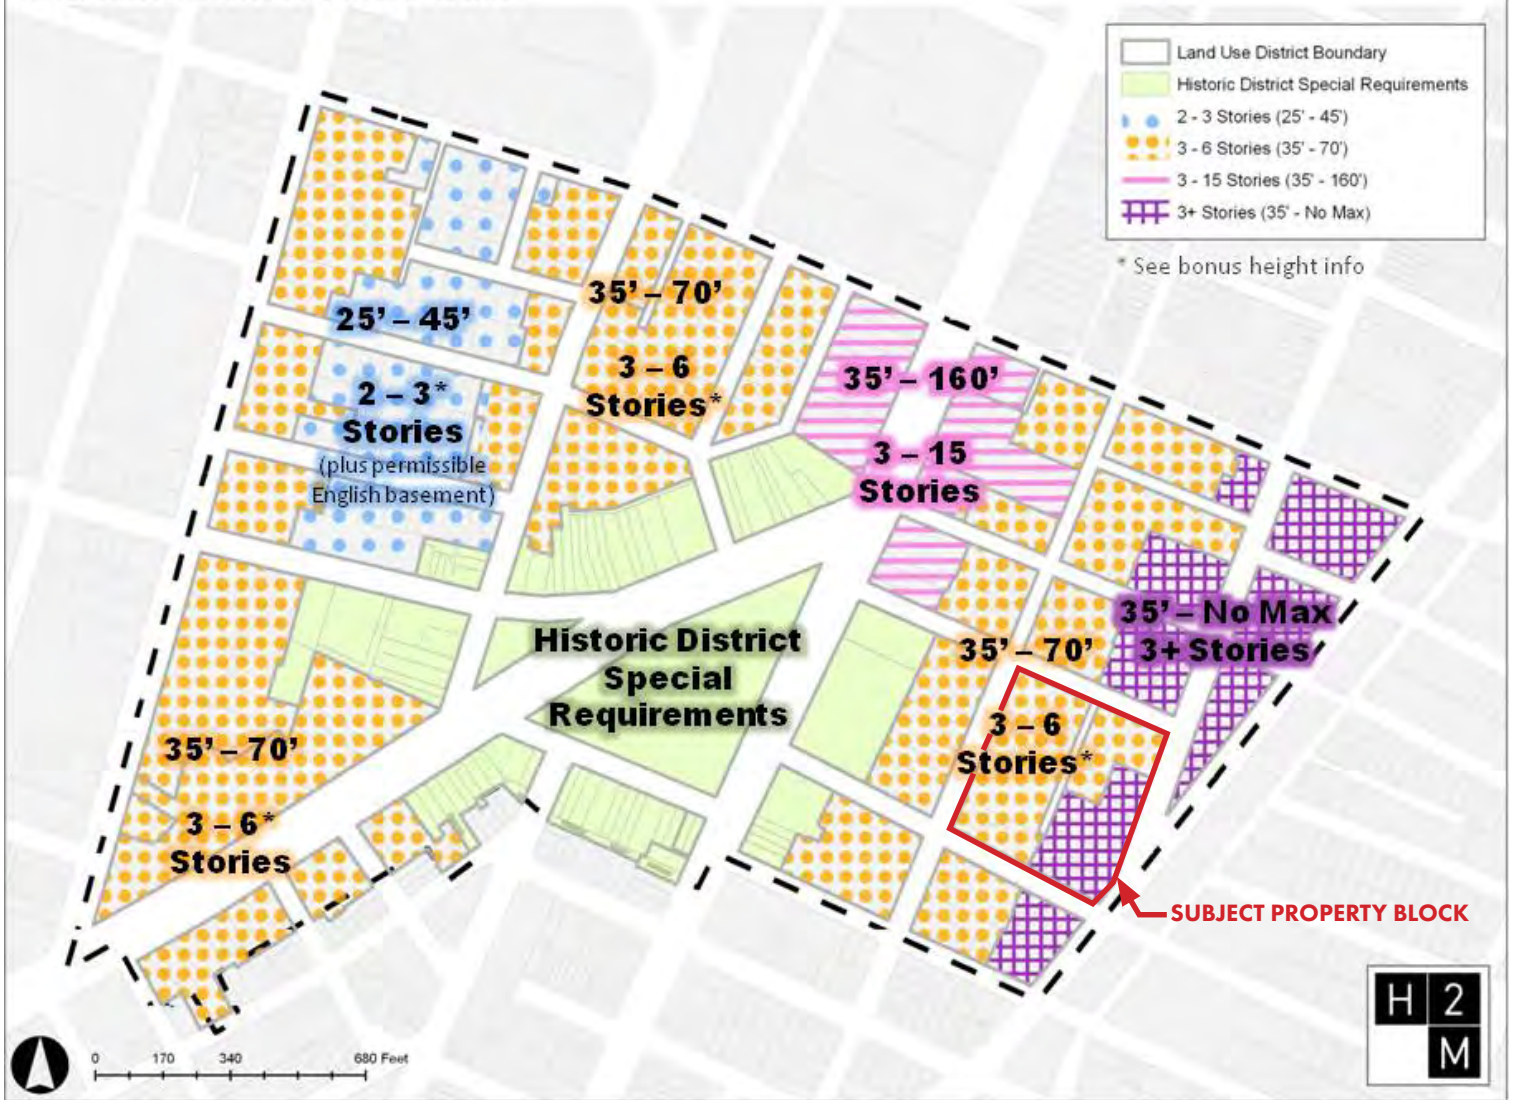 Land Use District Boundary
Historic District Special Requirements
2 - 3 Stories (25' - 45')
3 - 6 Stories (35' - 70')
3 - 15 Stories (35' - 160')
3+ Stories (35' - No Max)
* See bonus height info
35' – 70'
3 – 6
Stories*
25' – 45'
2 – 3*
Stories
(plus permissible
English basement)
35' – 160'
3 – 15
Stories
35' – No Max
3+ Stories
Historic District
Special
Requirements
35' – 70'
3 – 6
Stories*
35' – 70'
3 – 6*
Stories
SUBJECT PROPERTY BLOCK
0 170 340 680 Feet
H 2
M